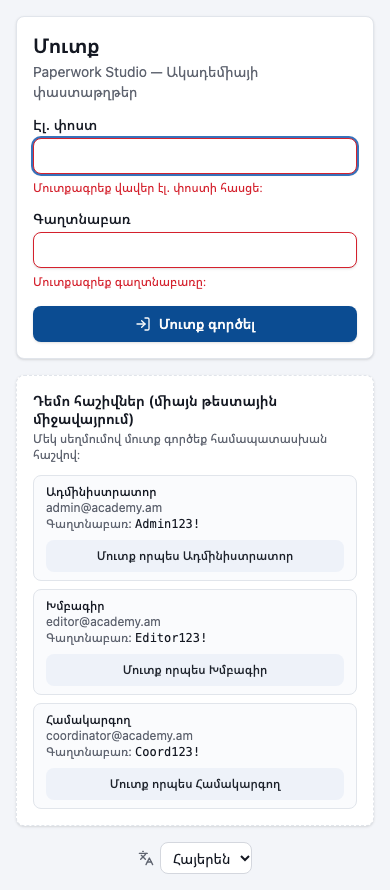 Մուտք
Paperwork Studio — Ակադեմիայի
փաստաթղթեր
Էլ. փոստ
Մուտքագրեք վավեր էլ. փոստի հասցե։
Գաղտնաբառ
Մուտքագրեք գաղտնաբառը։
Մուտք գործել
Դեմո հաշիվներ (միայն թեստային
միջավայրում)
Մեկ սեղմումով մուտք գործեք համապատասխան
հաշվով։
Ադմինիստրատոր
admin@academy.am
Գաղտնաբառ: Admin123!
Մուտք որպես Ադմինիստրատոր
Խմբագիր
editor@academy.am
Գաղտնաբառ: Editor123!
Մուտք որպես Խմբագիր
Համակարգող
coordinator@academy.am
Գաղտնաբառ: Coord123!
Մուտք որպես Համակարգող
Հայերեն